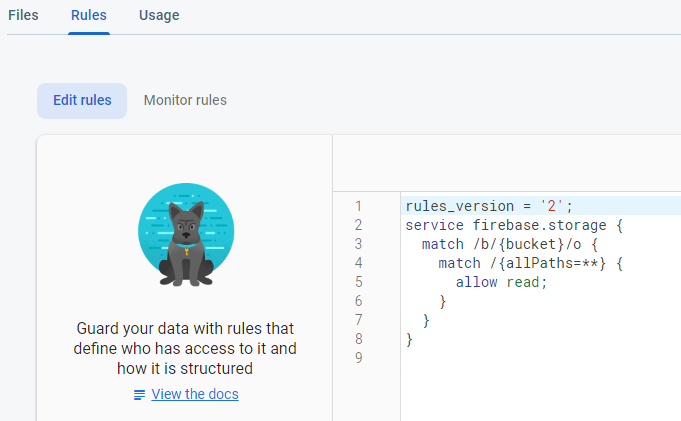 Files Rules Usage
Edit rules Monitor rules
Guard your data with rules that
define who has access to it and
how it is structured
View the docs
1 rules_version = '2';
2 service firebase.storage {
3   match /b/{bucket}/o {
4     match /{allPaths=**} {
5       allow read;
6     }
7   }
8 }
9